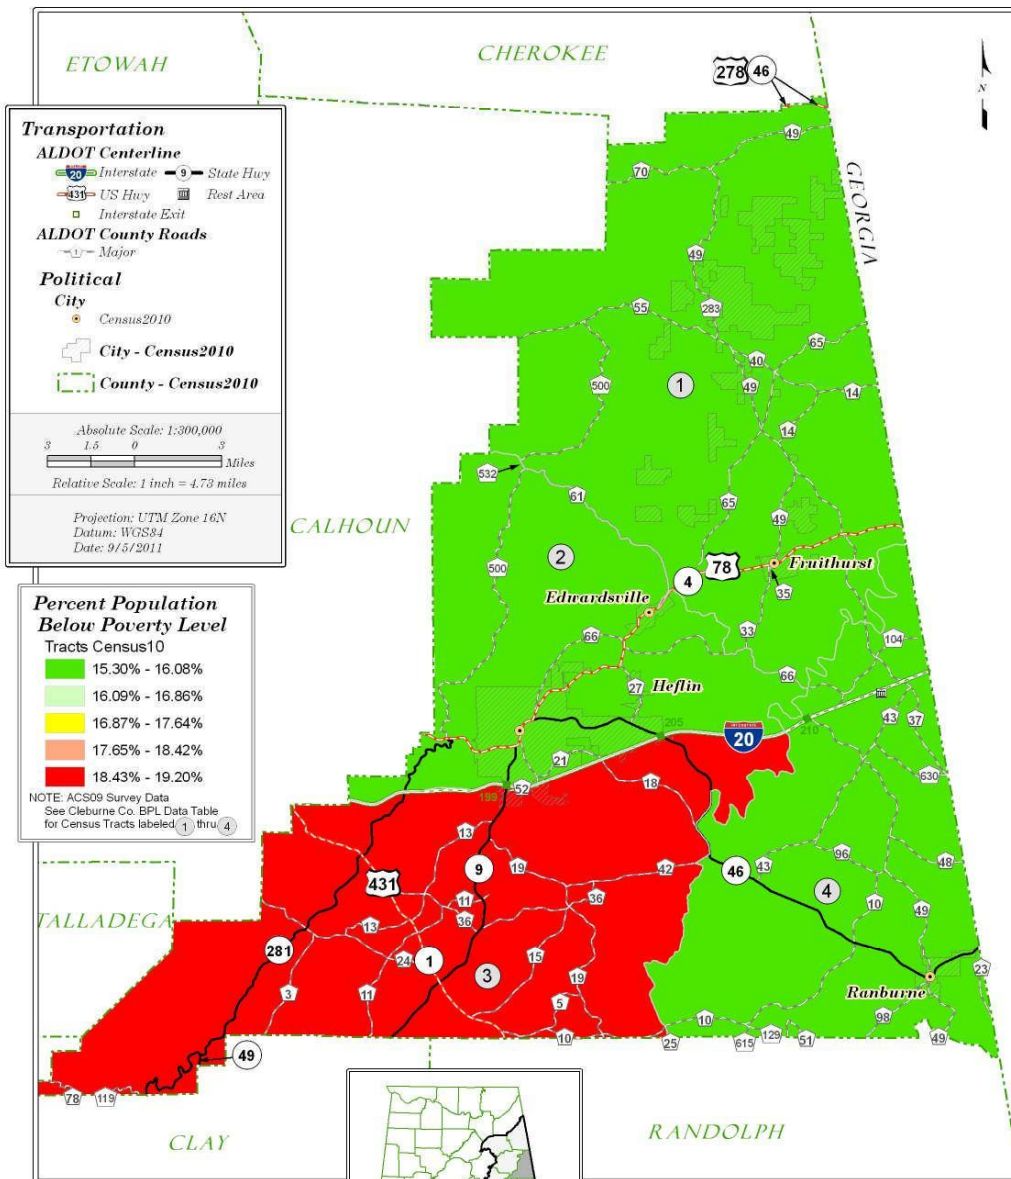 ETOWAH
CHEROKEE
278 46
N
GEORGIA
Transportation
ALDOT Centerline
20 Interstate 9 State Hwy
431 US Hwy Rest Area
Interstate Exit
ALDOT County Roads
1 Major
Political
City
Census2010
City - Census2010
County - Census2010
Absolute Scale: 1:300,000
3 1.5 0 3
Miles
Relative Scale: 1 inch = 4.73 miles
Projection: UTM Zone 16N
Datum: WGS84
Date: 9/5/2011
CALHOUN
Percent Population
Below Poverty Level
Tracts Census10
15.30% - 16.08%
16.09% - 16.86%
16.87% - 17.64%
17.65% - 18.42%
18.43% - 19.20%
NOTE: ACS09 Survey Data
See Cleburne Co. BPL Data Table
for Census Tracts labeled 1 thru 4
49
70
49
283
55
65
40
500
1
49
14
14
532
61
65
49
2
500
4 78
Fruithurst
35
Edwardsville
66
33
104
66
27
Heflin
43
37
205
210
INTERSTATE
20
21
18
630
199
52
13
19
42
9
46
43
96
48
431
11
36
36
4
10
49
TALLADEGA
13
281
24
1
3
15
19
23
3
11
5
Ranburne
10
10
98
25
615
129
51
49
49
78
119
CLAY
RANDOLPH